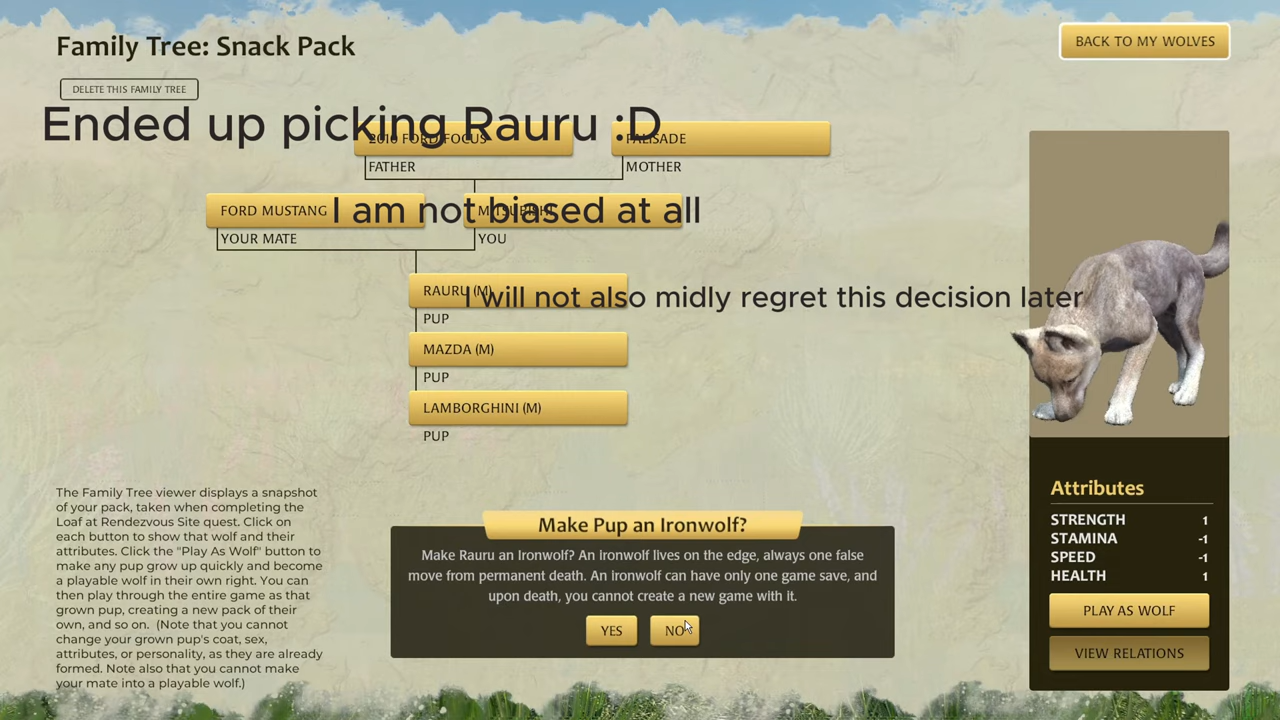 Family Tree: Snack Pack
BACK TO MY WOLVES
DELETE THIS FAMILY TREE
Ended up picking Rauru :D
2016 FORD FOCUS
PALISADE
FATHER
MOTHER
FORD MUSTANG
I am not biased at all
MITSUBISHI
YOUR MATE
YOU
RAURU (M)
I will not also midly regret this decision later
PUP
MAZDA (M)
PUP
LAMBORGHINI (M)
PUP
The Family Tree viewer displays a snapshot
of your pack, taken when completing the
Loaf at Rendezvous Site quest. Click on
each button to show that wolf and their
attributes. Click the "Play As Wolf" button to
make any pup grow up quickly and become
a playable wolf in their own right. You can
then play through the entire game as that
grown pup, creating a new pack of their
own, and so on. (Note that you cannot
change your grown pup's coat, sex,
attributes, or personality, as they are already
formed. Note also that you cannot make
your mate into a playable wolf.)
Make Pup an Ironwolf?
Make Rauru an Ironwolf? An Ironwolf lives on the edge, always one false
move from permanent death. An Ironwolf can have only one game save, and
upon death, you cannot create a new game with it.
YES
NO
Attributes
STRENGTH 1
STAMINA -1
SPEED -1
HEALTH 1
PLAY AS WOLF
VIEW RELATIONS